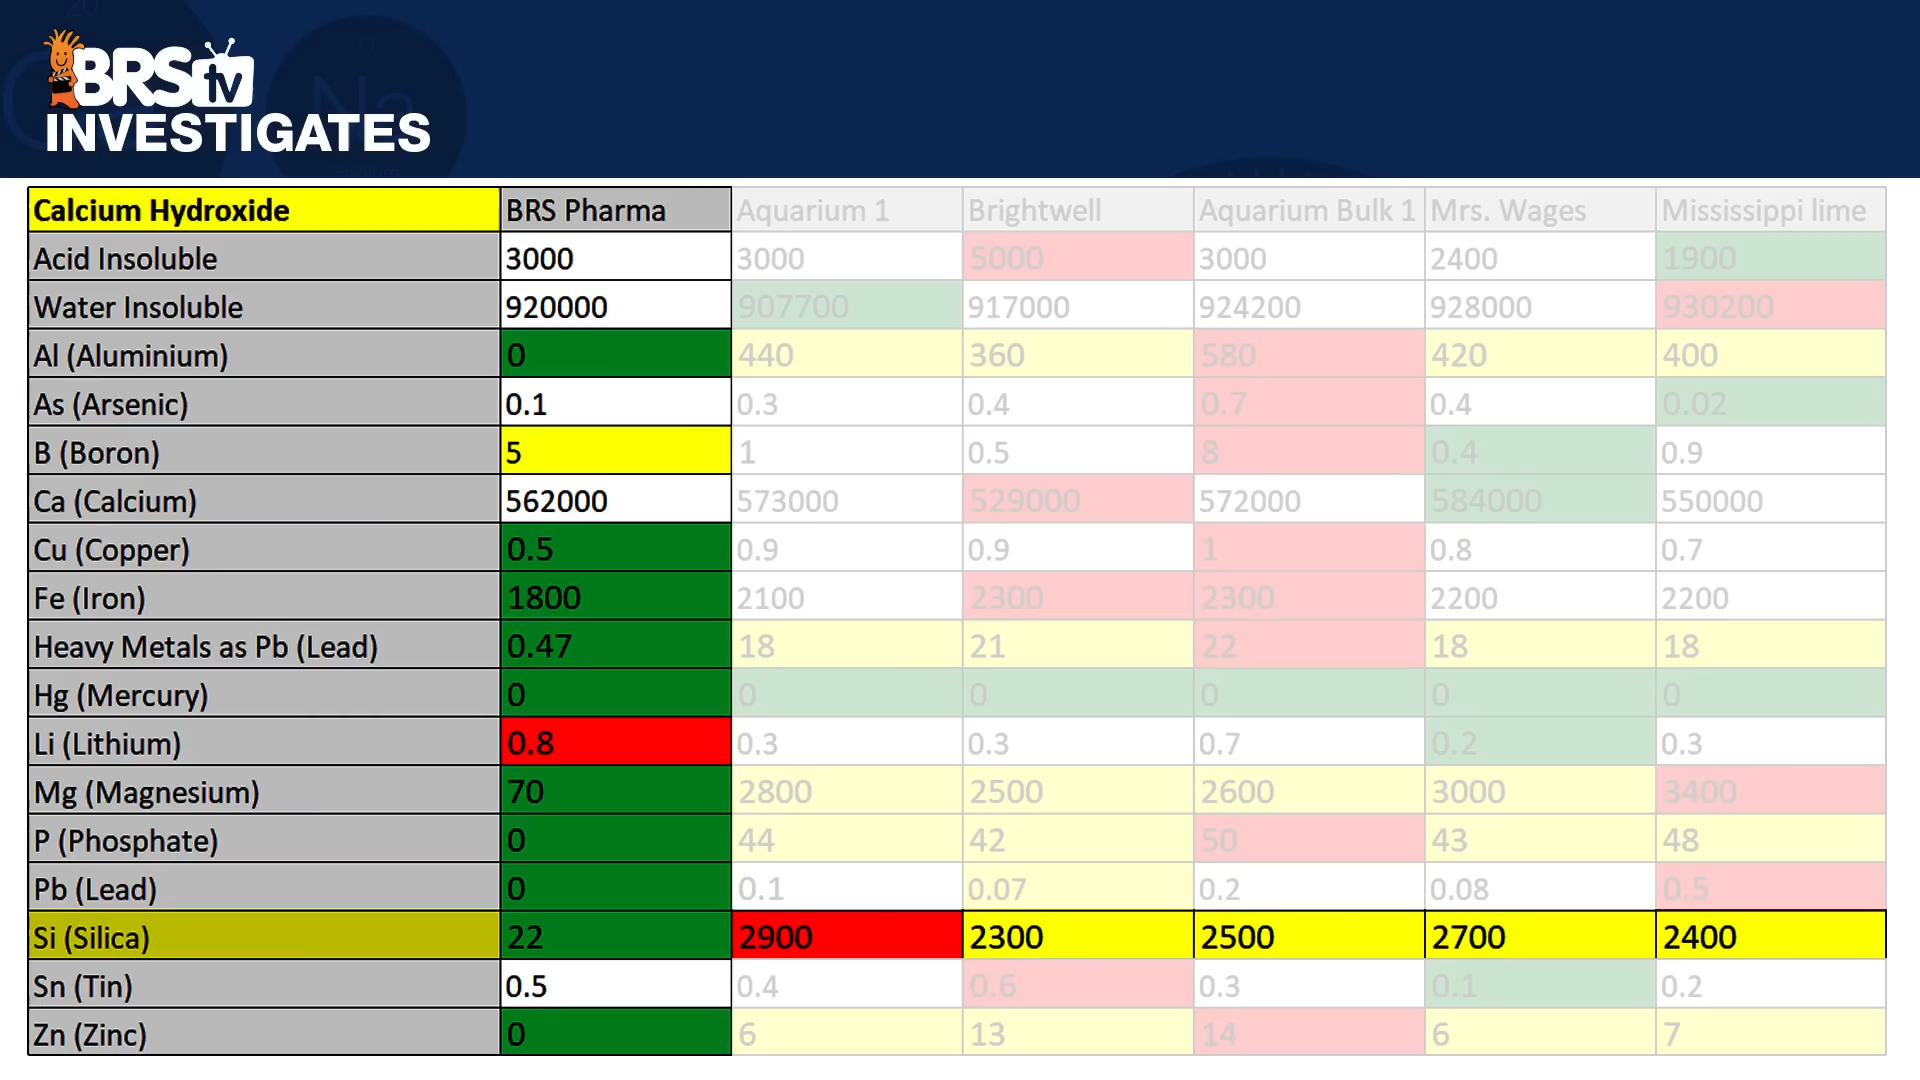 20
Na
BRStv
INVESTIGATES
Calcium Hydroxide BRS Pharma Aquarium 1 Brightwell Aquarium Bulk 1 Mrs. Wages Mississippi lime
Acid Insoluble 3000 3000 5000 3000 2400 1900
Water Insoluble 920000 907700 917000 924200 928000 930200
Al (Aluminium) 0 440 360 580 420 400
As (Arsenic) 0.1 0.3 0.4 0.7 0.4 0.02
B (Boron) 5 1 0.5 8 0.4 0.9
Ca (Calcium) 562000 573000 529000 572000 584000 550000
Cu (Copper) 0.5 0.9 0.9 1 0.8 0.7
Fe (Iron) 1800 2100 2300 2300 2200 2200
Heavy Metals as Pb (Lead) 0.47 18 21 22 18 18
Hg (Mercury) 0 0 0 0 0 0
Li (Lithium) 0.8 0.3 0.3 0.7 0.2 0.3
Mg (Magnesium) 70 2800 2500 2600 3000 3400
P (Phosphate) 0 44 42 50 43 48
Pb (Lead) 0 0.1 0.07 0.2 0.08 0.5
Si (Silica) 22 2900 2300 2500 2700 2400
Sn (Tin) 0.5 0.4 0.6 0.3 0.1 0.2
Zn (Zinc) 0 6 13 14 6 7